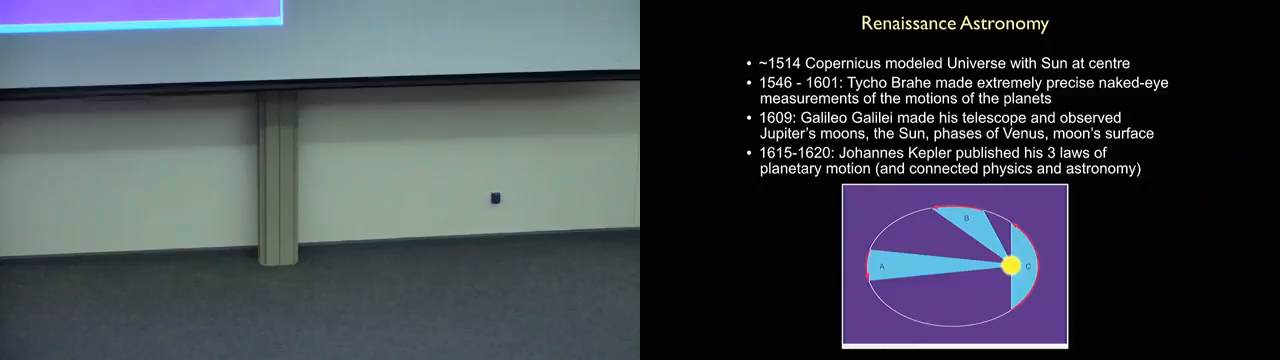 Renaissance Astronomy
• ~1514 Copernicus modeled Universe with Sun at centre
• 1546 - 1601: Tycho Brahe made extremely precise naked-eye
measurements of the motions of the planets
• 1609: Galileo Galilei made his telescope and observed
Jupiter's moons, the Sun, phases of Venus, moon's surface
• 1615-1620: Johannes Kepler published his 3 laws of
planetary motion (and connected physics and astronomy)
B
A
C